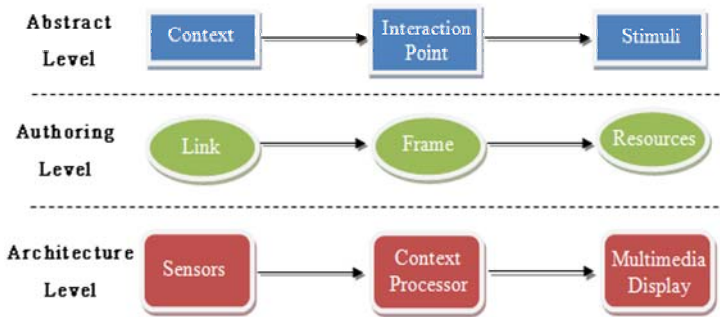 Abstract
Level
Context
Interaction
Point
Stimuli
Authoring
Level
Link
Frame
Resources
Architecture
Level
Sensors
Context
Processor
Multimedia
Display